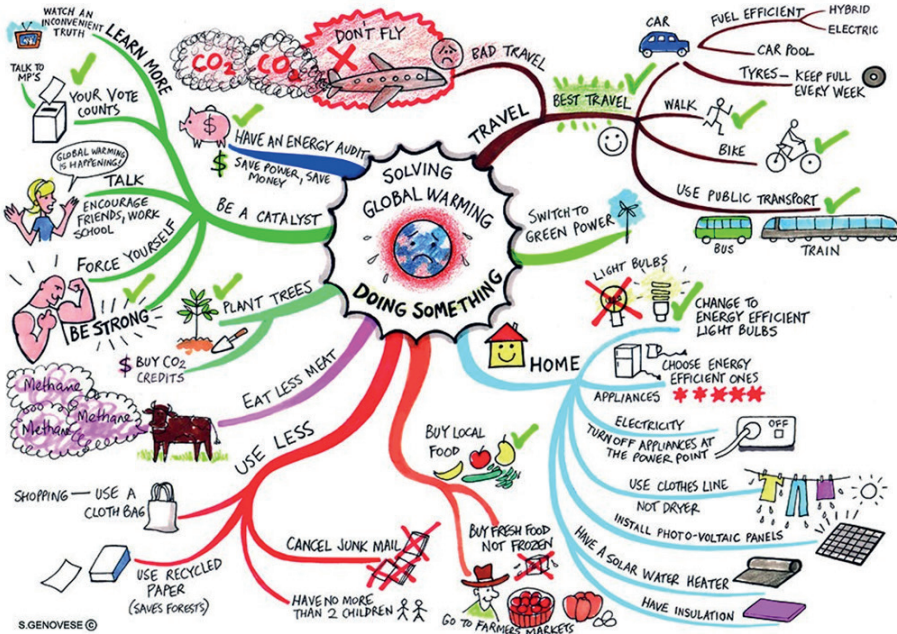 SOLVING
GLOBAL WARMING
DOING SOMETHING
TRAVEL
BAD TRAVEL
DON'T FLY
CO2
CO2
BEST TRAVEL
CAR
FUEL EFFICIENT
HYBRID
ELECTRIC
CAR POOL
TYRES — KEEP FULL
EVERY WEEK
WALK
BIKE
USE PUBLIC TRANSPORT
BUS
TRAIN
SWITCH TO
GREEN POWER
HOME
LIGHT BULBS
CHANGE TO
ENERGY EFFICIENT
LIGHT BULBS
CHOOSE ENERGY
EFFICIENT ONES
APPLIANCES
ELECTRICITY
TURN OFF APPLIANCES AT
THE POWER POINT
OFF
USE CLOTHES LINE
NOT DRYER
INSTALL PHOTO-VOLTAIC PANELS
HAVE A SOLAR WATER HEATER
HAVE INSULATION
BUY LOCAL
FOOD
BUY FRESH FOOD
NOT FROZEN
GO TO FARMERS MARKETS
USE LESS
SHOPPING — USE A
CLOTH BAG
USE RECYCLED
PAPER
(SAVES FORESTS)
CANCEL JUNK MAIL
HAVE NO MORE
THAN 2 CHILDREN
EAT LESS MEAT
Methane
Methane
Methane
PLANT TREES
$ BUY CO2
CREDITS
BE A CATALYST
LEARN MORE
WATCH AN
INCONVENIENT
TRUTH
TALK TO
MP'S
YOUR VOTE
COUNTS
GLOBAL WARMING
IS HAPPENING!
TALK
ENCOURAGE
FRIENDS, WORK
SCHOOL
FORCE YOURSELF
BE STRONG
$
HAVE AN ENERGY AUDIT
$ SAVE POWER, SAVE
MONEY
S.GENOVESE ©